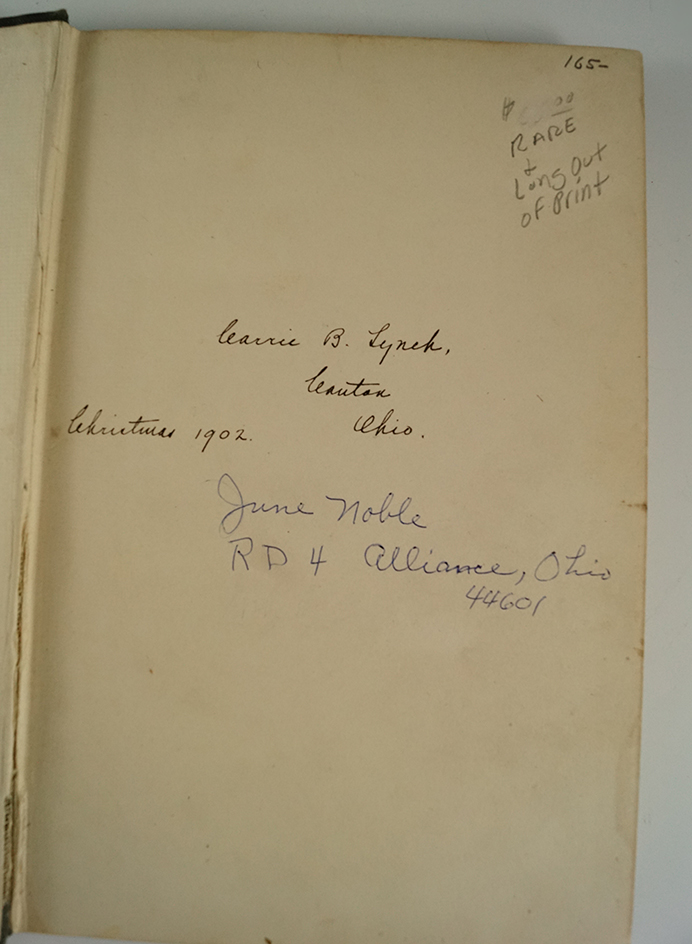 165-
RARE
&
Long Out
of Print
Carrie B. Lynch,
Canton
Christmas 1902. Ohio.
June Noble
RD 4 Alliance, Ohio
44601